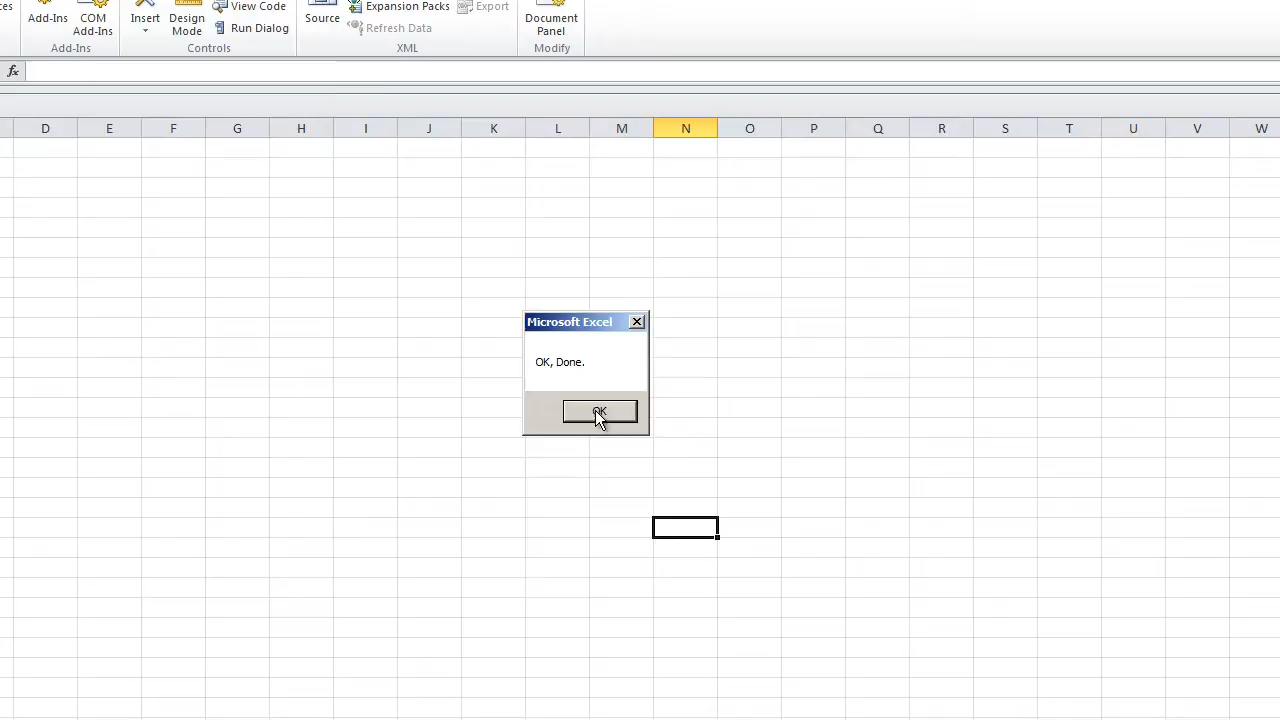 View Code
Expansion Packs
Export
Add-Ins
COM
Add-Ins
Insert
Design
Mode
Run Dialog
Source
Refresh Data
Document
Panel
Add-Ins
Controls
XML
Modify
fx
D E F G H I J K L M N O P Q R S T U V W
Microsoft Excel
OK, Done.
OK